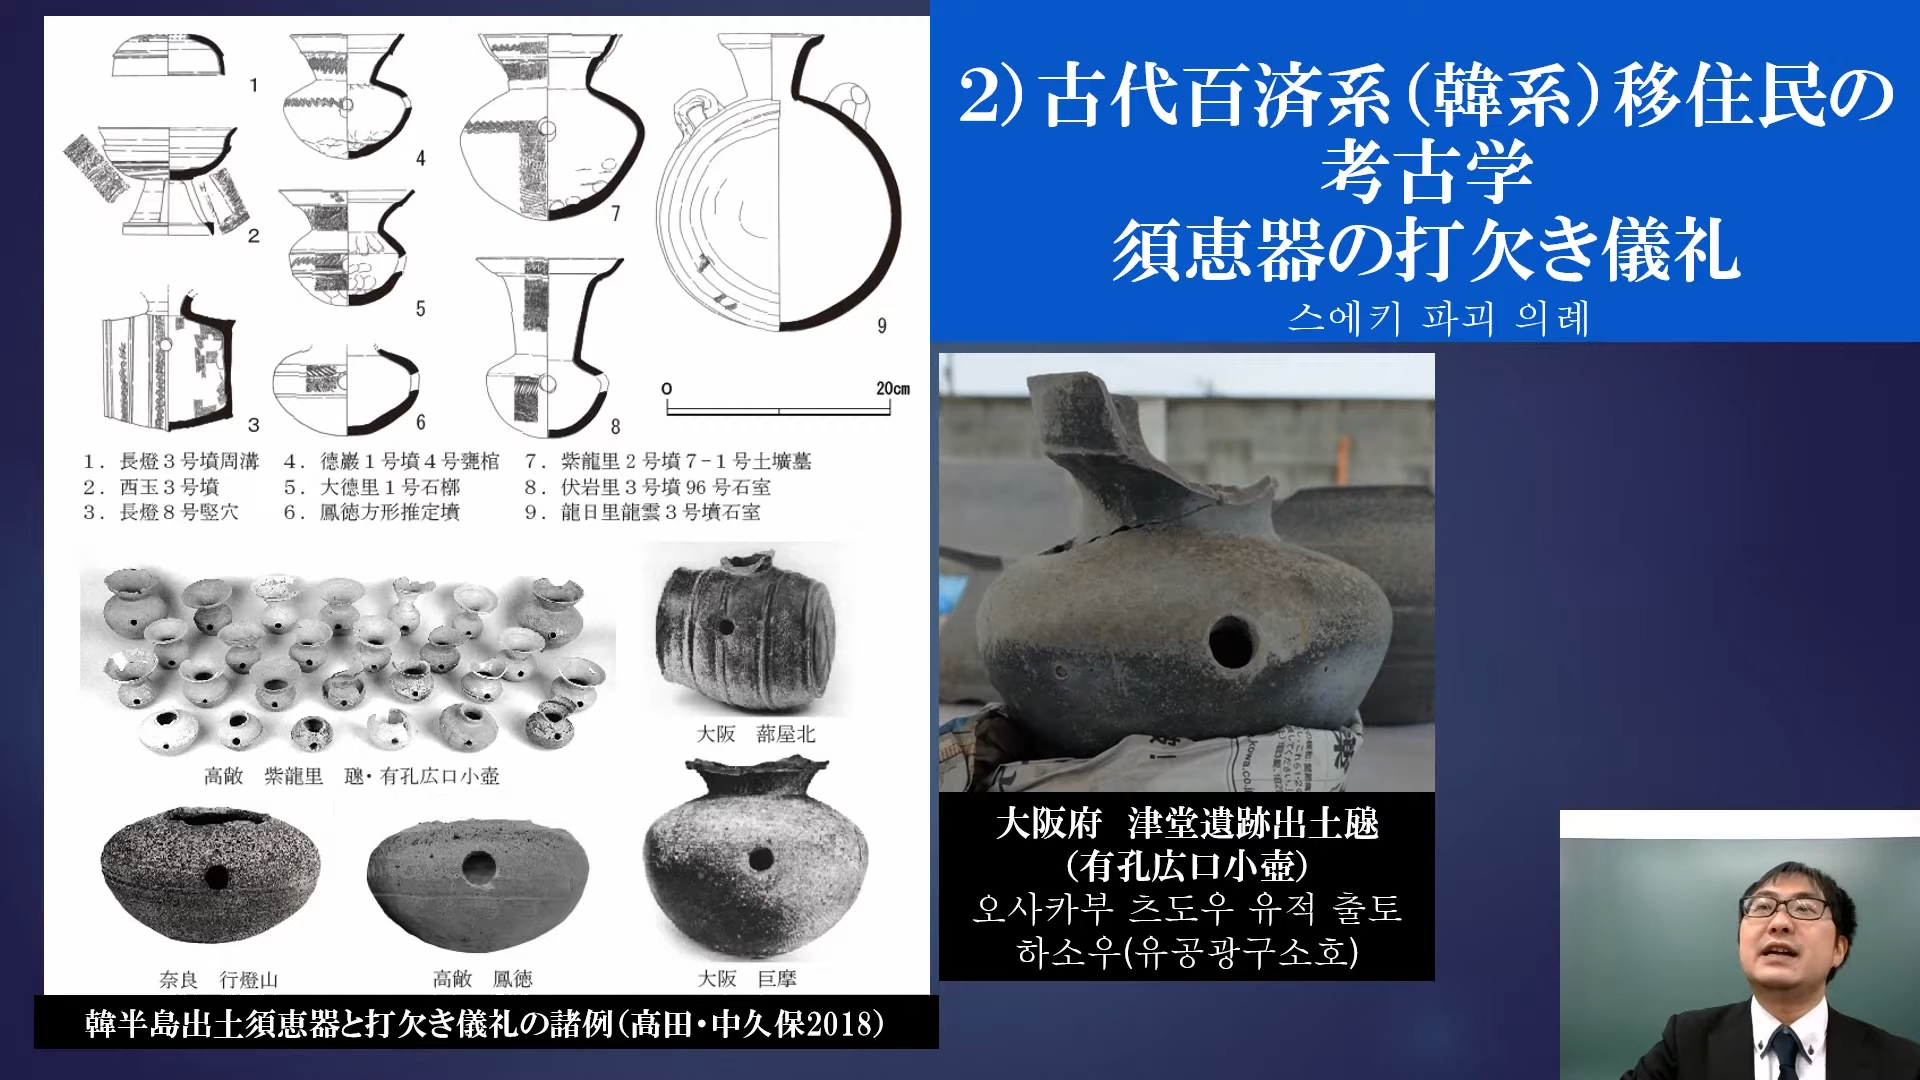 2）古代百済系（韓系）移住民の
考古学
須恵器の打欠き儀礼
스에키 파괴 의례
1
2
3
4
5
6
7
8
9
0 20cm
1．長燈３号墳周溝
2．西玉３号墳
3．長燈８号竪穴
4．徳巌１号墳４号甕棺
5．大徳里１号石槨
6．鳳徳方形推定墳
7．紫龍里２号墳７-１号土壙墓
8．伏岩里３号墳96号石室
9．龍日里龍雲３号墳石室
高敞　紫龍里　𤭯・有孔広口小壺
大阪　蔀屋北
奈良　行燈山
高敞　鳳徳
大阪　巨摩
韓半島出土須恵器と打欠き儀礼の諸例（高田・中久保2018）
kowa.co.j
大阪府　津堂遺跡出土𤭯
（有孔広口小壺）
오사카부 츠도우 유적 출토
하소우(유공광구소호)